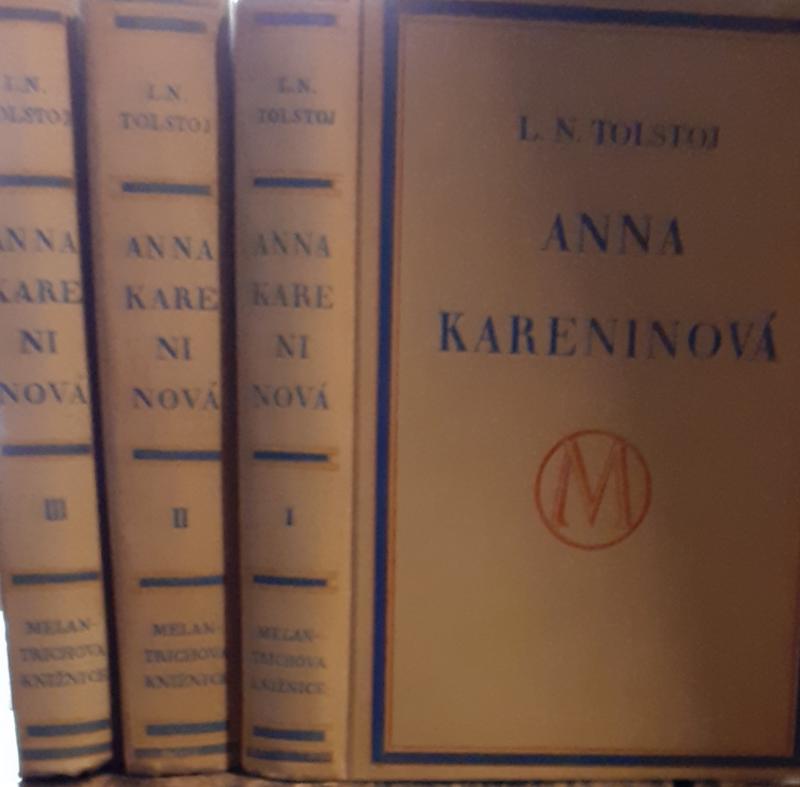 L.N.
TOLSTOJ
ANNA
KARE
NI
NOVÁ
III
MELAN-
TRICHOVA
KNIŽNICE
L.N.
TOLSTOJ
ANNA
KARE
NI
NOVÁ
II
MELAN-
TRICHOVA
KNIŽNICE
L.N.
TOLSTOJ
ANNA
KARE
NI
NOVÁ
I
MELAN-
TRICHOVA
KNIŽNICE
L. N. TOLSTOJ
ANNA
KARENINOVÁ
M